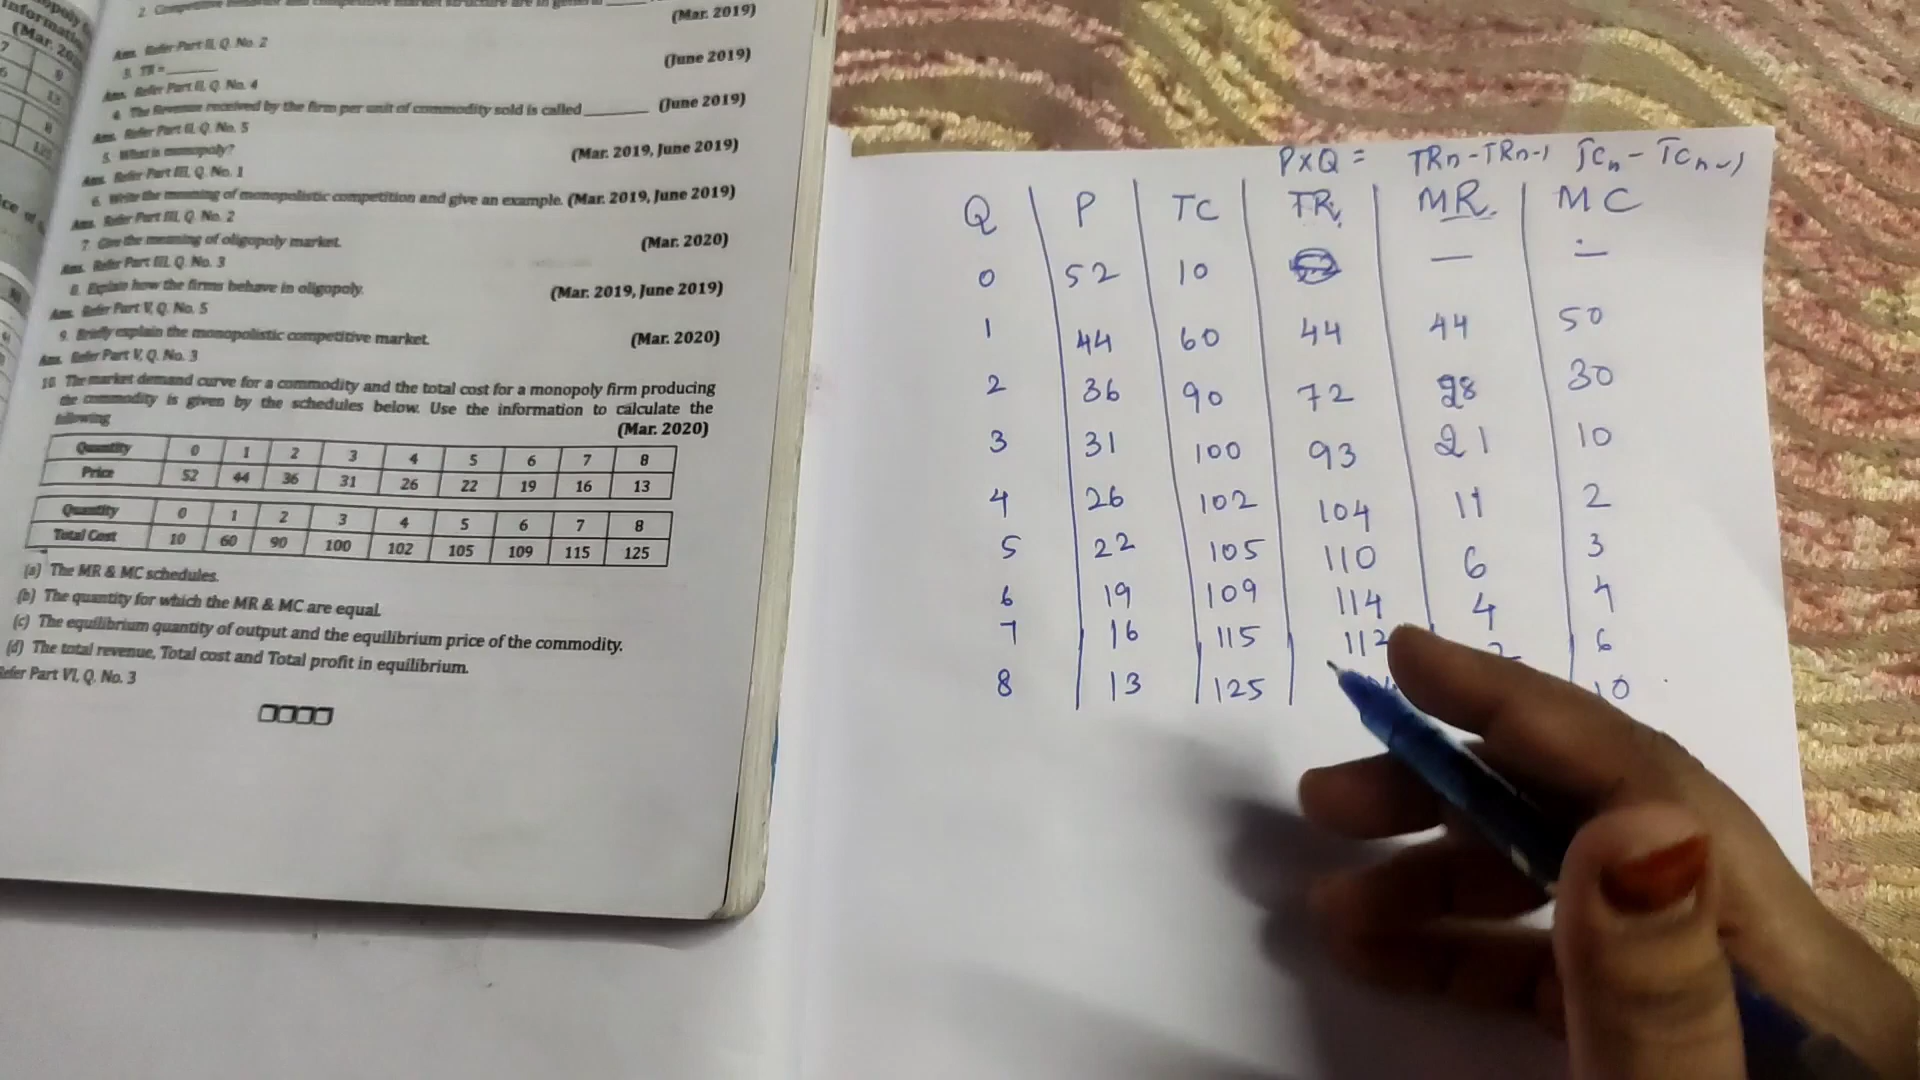 (Mar. 2019)
Ans. Refer Part II, Q. No. 2
3. TR = ______ (June 2019)
Ans. Refer Part II, Q. No. 4
4. The Revenue received by the firm per unit of commodity sold is called ______ (June 2019)
Ans. Refer Part II, Q. No. 5
5. What is monopoly? (Mar. 2019, June 2019)
Ans. Refer Part III, Q. No. 1
6. Write the meaning of monopolistic competition and give an example. (Mar. 2019, June 2019)
Ans. Refer Part III, Q. No. 2
7. Give the meaning of oligopoly market. (Mar. 2020)
Ans. Refer Part III, Q. No. 3
8. Explain how the firms behave in oligopoly. (Mar. 2019, June 2019)
Ans. Refer Part V, Q. No. 5
9. Briefly explain the monopolistic competitive market. (Mar. 2020)
Ans. Refer Part V, Q. No. 3
10. The market demand curve for a commodity and the total cost for a monopoly firm producing
the commodity is given by the schedules below. Use the information to calculate the
following (Mar. 2020)
Quantity 0 1 2 3 4 5 6 7 8
Price 52 44 36 31 26 22 19 16 13
Quantity 0 1 2 3 4 5 6 7 8
Total Cost 10 60 90 100 102 105 109 115 125
(a) The MR & MC schedules.
(b) The quantity for which the MR & MC are equal.
(c) The equilibrium quantity of output and the equilibrium price of the commodity.
(d) The total revenue, Total cost and Total profit in equilibrium.
Refer Part VI, Q. No. 3
P×Q = TRn-TRn-1 TCn-TCn-1
Q P TC TR MR MC
0 52 10 — —
1 44 60 44 44 50
2 36 90 72 28 30
3 31 100 93 21 10
4 26 102 104 11 2
5 22 105 110 6 3
6 19 109 114 4 4
7 16 115 112 2 6
8 13 125 10